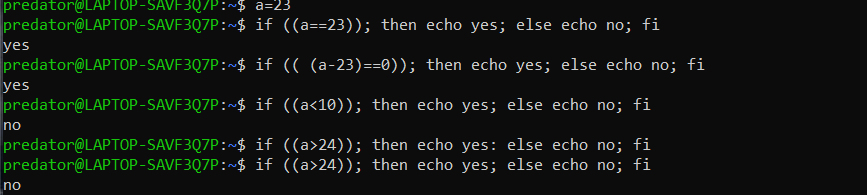 predator@LAPTOP-SAVF3Q7P:~$ a=23
predator@LAPTOP-SAVF3Q7P:~$ if ((a==23)); then echo yes; else echo no; fi
yes
predator@LAPTOP-SAVF3Q7P:~$ if (( (a-23)==0)); then echo yes; else echo no; fi
yes
predator@LAPTOP-SAVF3Q7P:~$ if ((a<10)); then echo yes; else echo no; fi
no
predator@LAPTOP-SAVF3Q7P:~$ if ((a>24)); then echo yes: else echo no; fi
predator@LAPTOP-SAVF3Q7P:~$ if ((a>24)); then echo yes; else echo no; fi
no